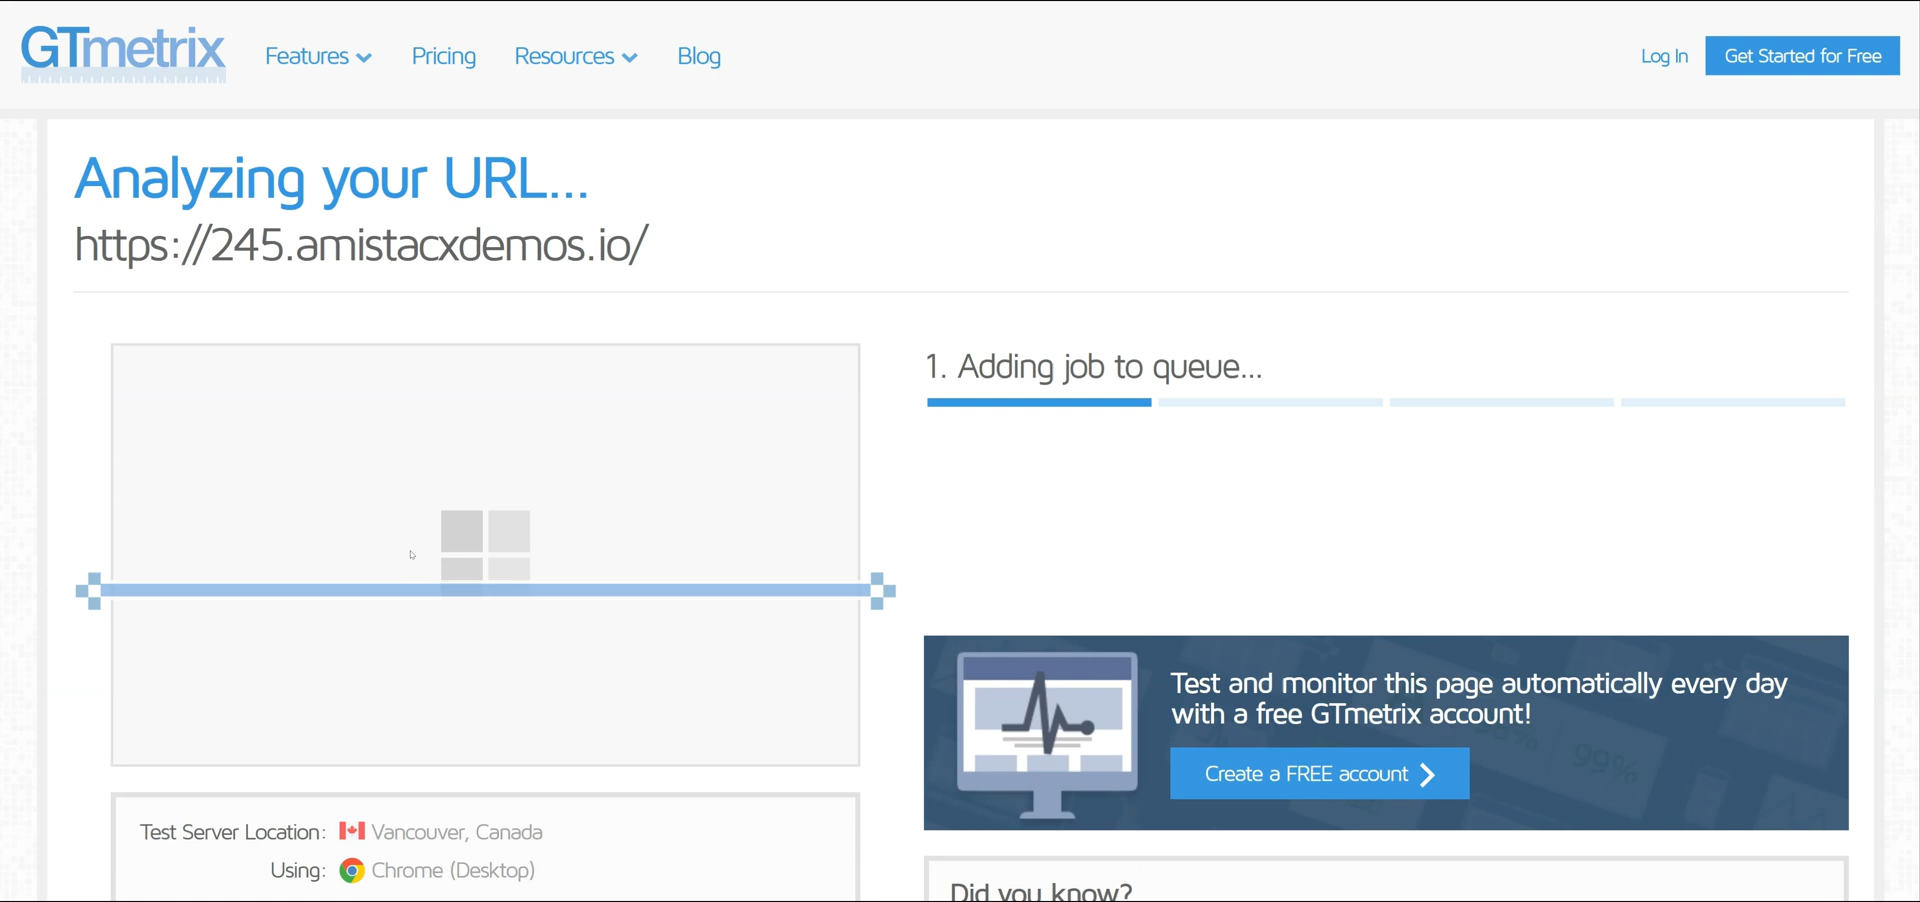 GTmetrix
Features
Pricing
Resources
Blog
Log In
Get Started for Free
Analyzing your URL...
https://245.amistacxdemos.io/
1. Adding job to queue...
Test and monitor this page automatically every day
with a free GTmetrix account!
99%
Create a FREE account
Test Server Location: Vancouver, Canada
Using: Chrome (Desktop)
Did you know?